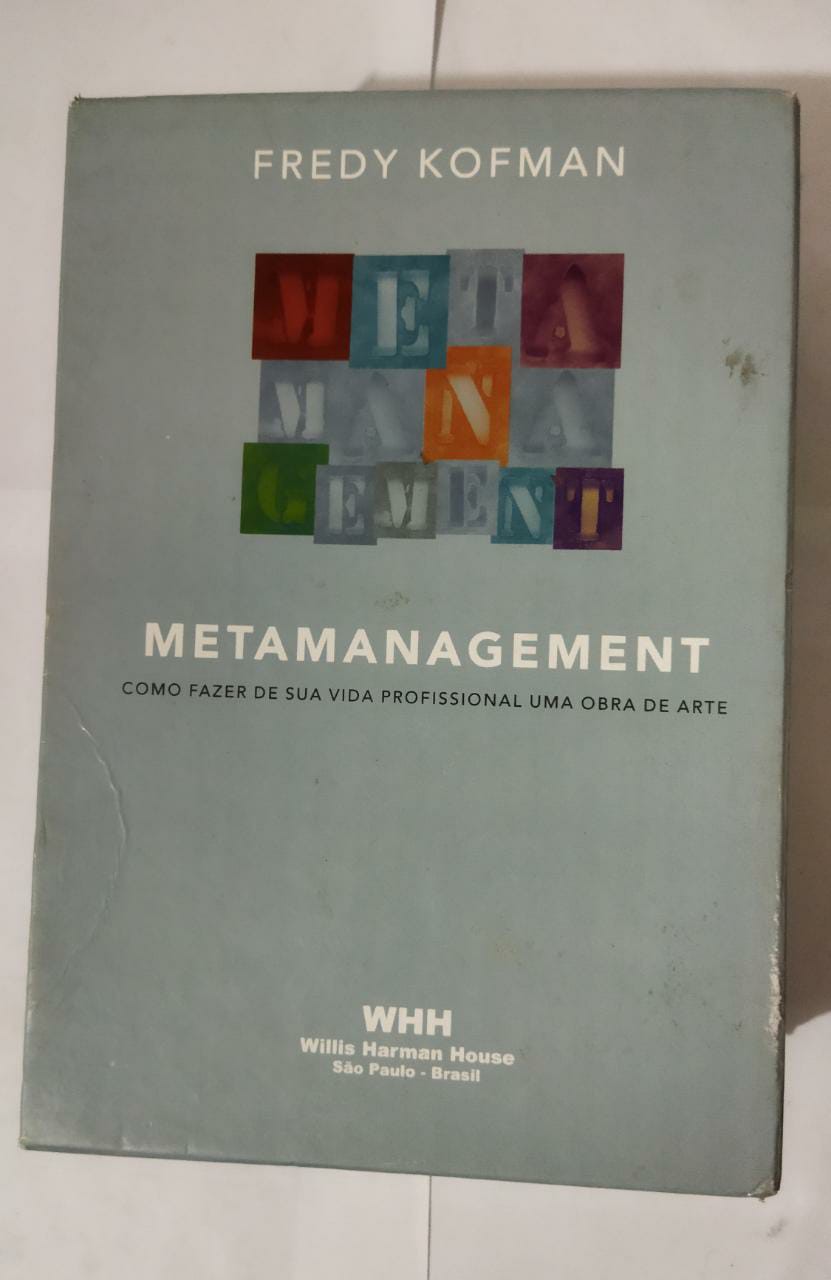 FREDY KOFMAN
META
MANA
GEMENT
METAMANAGEMENT
COMO FAZER DE SUA VIDA PROFISSIONAL UMA OBRA DE ARTE
WHH
Willis Harman House
São Paulo - Brasil